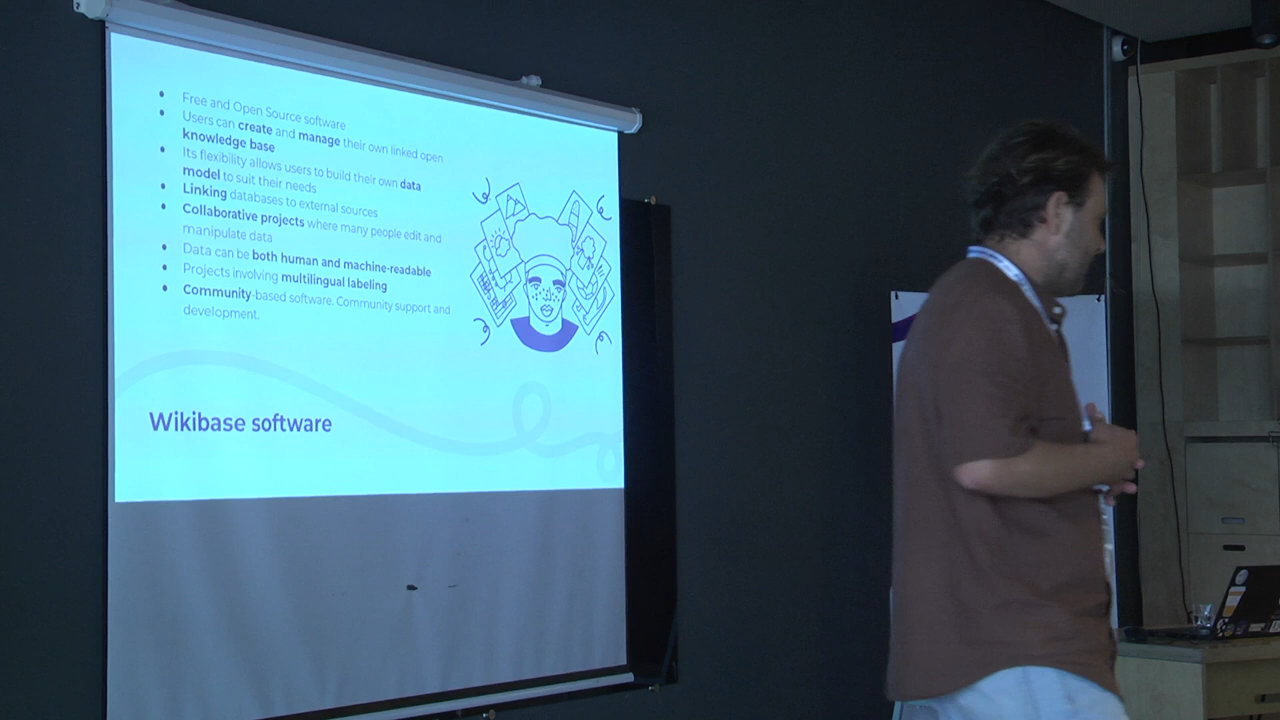 Free and Open Source software
Users can create and manage their own linked open
knowledge base
Its flexibility allows users to build their own data
model to suit their needs
Linking databases to external sources
Collaborative projects where many people edit and
manipulate data
Data can be both human and machine-readable
Projects involving multilingual labeling
Community-based software. Community support and
development.
Wikibase software